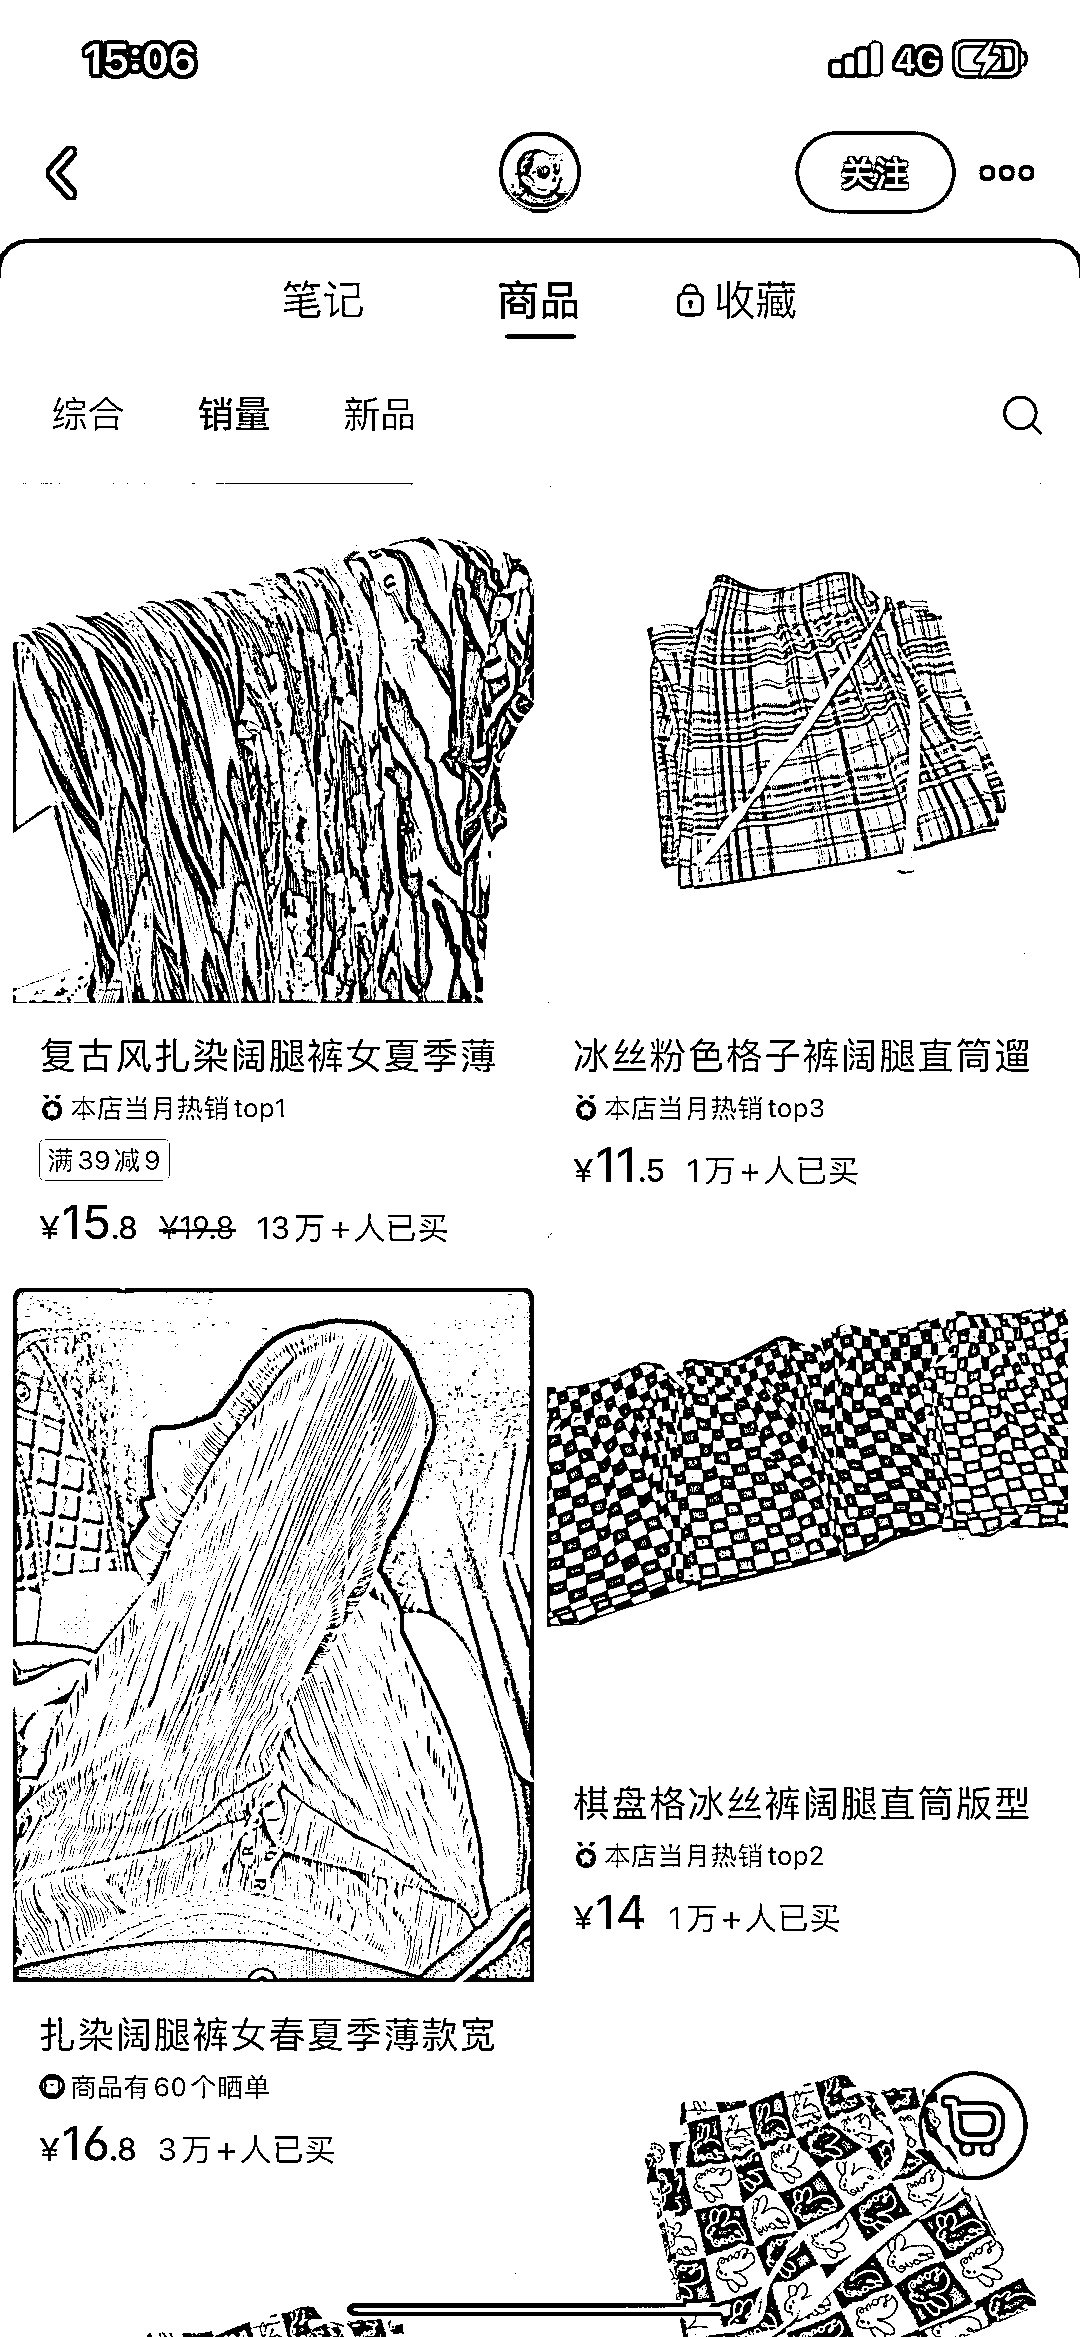 15:06
4G
关注
笔记 商品 收藏
综合 销量 新品
复古风扎染阔腿裤女夏季薄
本店当月热销top1
满39减9
¥15.8 ¥19.8 13万+人已买
冰丝粉色格子裤阔腿直筒遛
本店当月热销top3
¥11.5 1万+人已买
棋盘格冰丝裤阔腿直筒版型
本店当月热销top2
¥14 1万+人已买
扎染阔腿裤女春夏季薄款宽
商品有60个晒单
¥16.8 3万+人已买